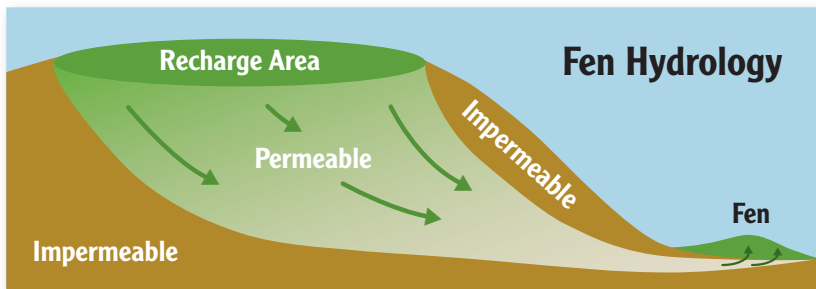 Fen Hydrology
Recharge Area
Permeable
Impermeable
Fen
Impermeable